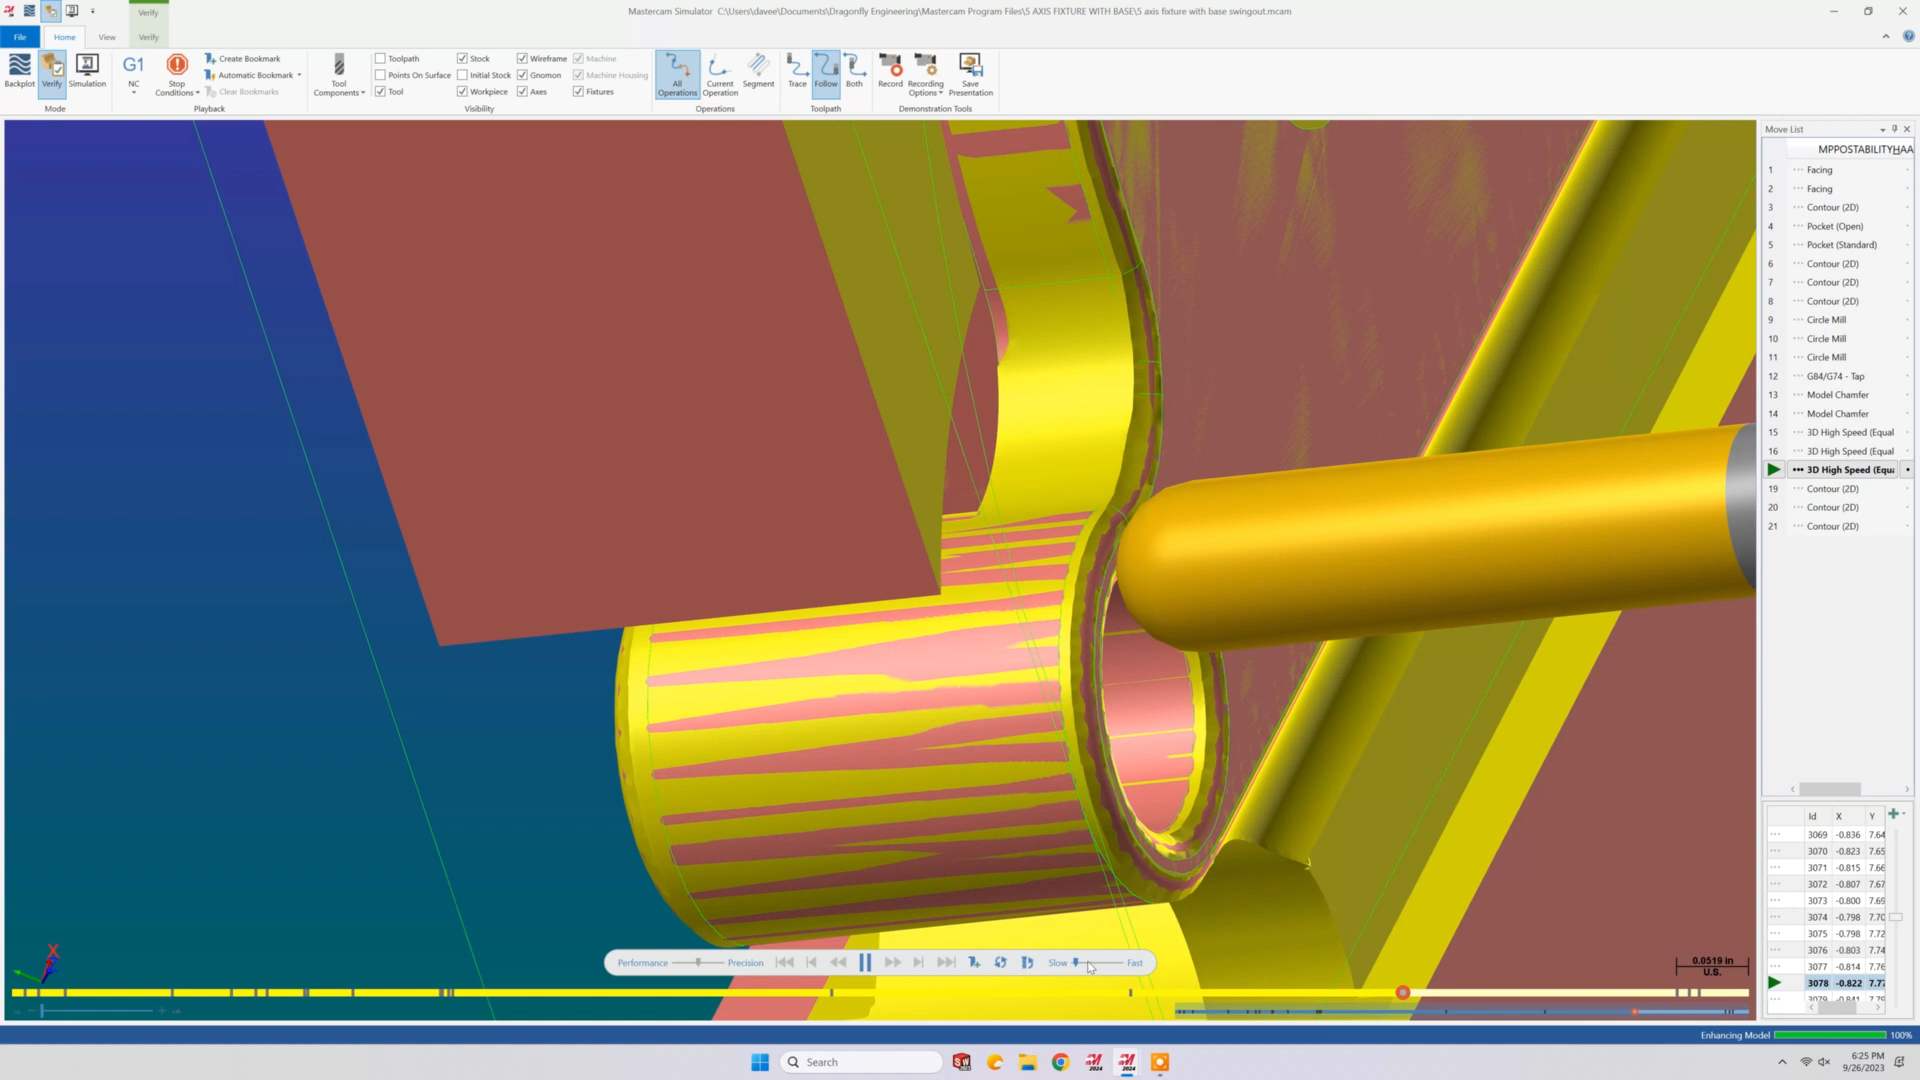 Verify
Mastercam Simulator C:\Users\davee\Documents\Dragonfly Engineering\Mastercam Program Files\5 AXIS FIXTURE WITH BASE\5 axis fixture with base swingout.mcam
File Home View Verify
Backplot Verify Simulation
Mode
G1 NC
Stop Conditions
Create Bookmark
Automatic Bookmark
Clear Bookmarks
Playback
Tool Components
Toolpath Stock Wireframe Machine
Points On Surface Initial Stock Gnomon Machine Housing
Tool Workpiece Axes Fixtures
Visibility
All Operations Current Operation Segment
Operations
Trace Follow Both
Toolpath
Record Recording Options Save Presentation
Demonstration Tools
Move List
MPPOSTABILITYHAA
1 Facing
2 Facing
3 Contour (2D)
4 Pocket (Open)
5 Pocket (Standard)
6 Contour (2D)
7 Contour (2D)
8 Contour (2D)
9 Circle Mill
10 Circle Mill
11 Circle Mill
12 G84/G74 - Tap
13 Model Chamfer
14 Model Chamfer
15 3D High Speed (Equal
16 3D High Speed (Equal
3D High Speed (Equa
19 Contour (2D)
20 Contour (2D)
21 Contour (2D)
Id X Y
3069 -0.836 7.64
3070 -0.823 7.65
3071 -0.815 7.66
3072 -0.807 7.67
3073 -0.800 7.69
3074 -0.798 7.70
3075 -0.798 7.72
3076 -0.803 7.74
3077 -0.814 7.76
3078 -0.822 7.77
3079 -0.841 7.79
X
Performance Precision Slow Fast
0.0519 in
U.S.
Enhancing Model 100%
Search
SW
2024
2024
6:25 PM
9/26/2023